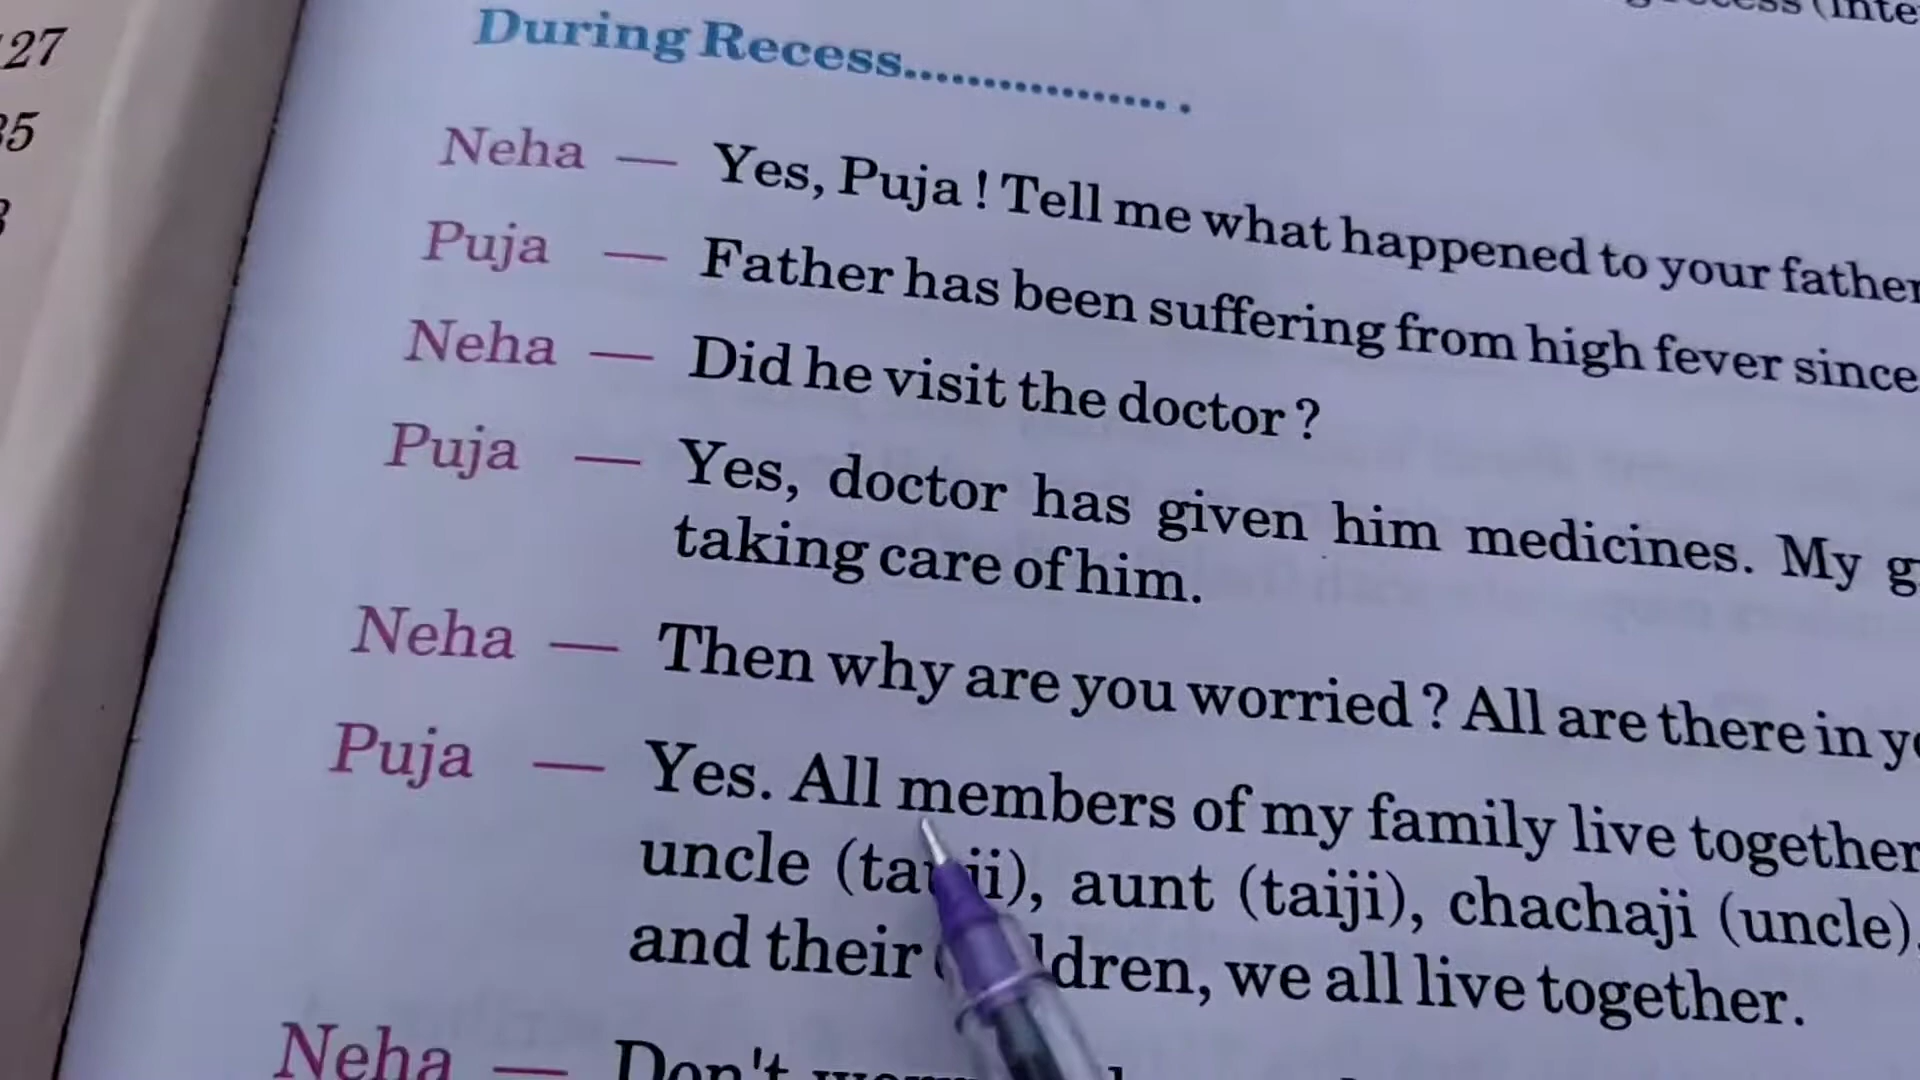 27
35
During Recess................ .
Neha — Yes, Puja ! Tell me what happened to your father
Puja — Father has been suffering from high fever since
Neha — Did he visit the doctor ?
Puja — Yes, doctor has given him medicines. My
taking care of him.
Neha — Then why are you worried ? All are there in
Puja — Yes. All members of my family live together
uncle aunt (taiji), chachaji (uncle)
and their we all live together.
Neha — Don't